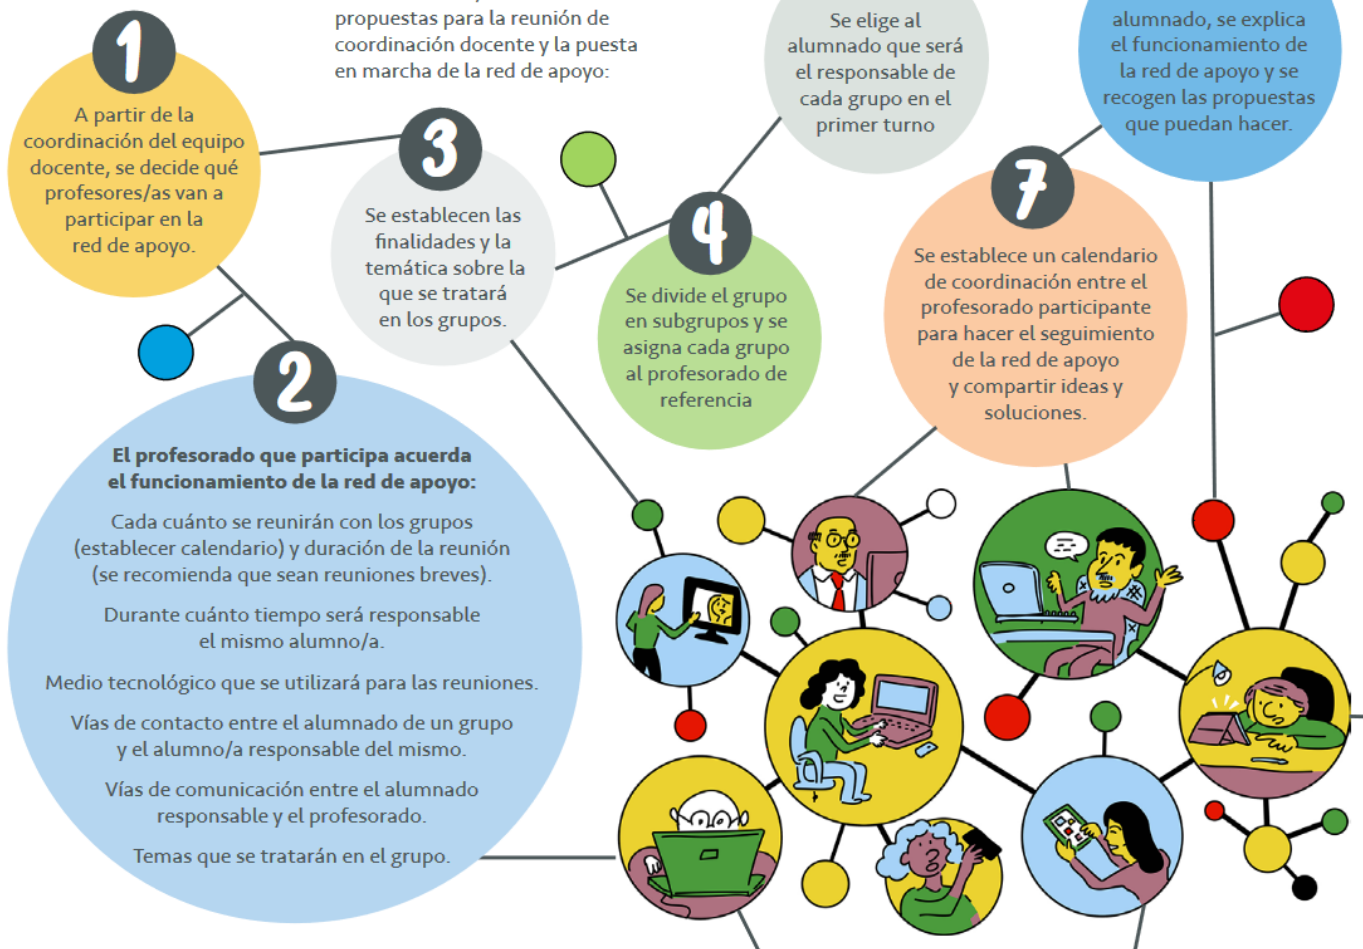 propuestas para la reunión de
coordinación docente y la puesta
en marcha de la red de apoyo:
1
A partir de la
coordinación del equipo
docente, se decide qué
profesores/as van a
participar en la
red de apoyo.
2
El profesorado que participa acuerda
el funcionamiento de la red de apoyo:
Cada cuánto se reunirán con los grupos
(establecer calendario) y duración de la reunión
(se recomienda que sean reuniones breves).
Durante cuánto tiempo será responsable
el mismo alumno/a.
Medio tecnológico que se utilizará para las reuniones.
Vías de contacto entre el alumnado de un grupo
y el alumno/a responsable del mismo.
Vías de comunicación entre el alumnado
responsable y el profesorado.
Temas que se tratarán en el grupo.
3
Se establecen las
finalidades y la
temática sobre la
que se tratará
en los grupos.
4
Se divide el grupo
en subgrupos y se
asigna cada grupo
al profesorado de
referencia
Se elige al
alumnado que será
el responsable de
cada grupo en el
primer turno
alumnado, se explica
el funcionamiento de
la red de apoyo y se
recogen las propuestas
que puedan hacer.
7
Se establece un calendario
de coordinación entre el
profesorado participante
para hacer el seguimiento
de la red de apoyo
y compartir ideas y
soluciones.